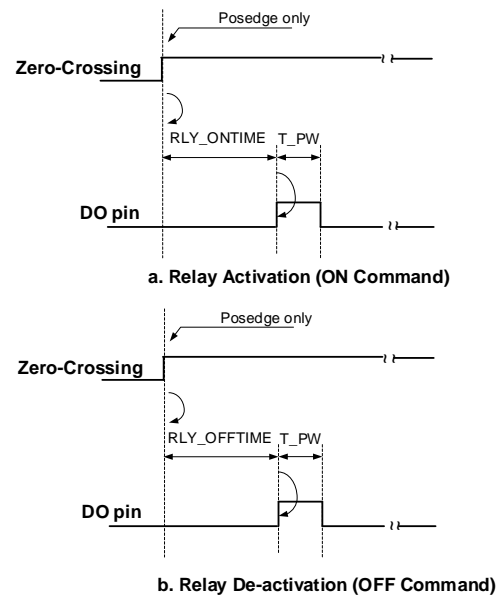 Posedge only
Zero-Crossing
RLY_ONTIME T_PW
DO pin
a. Relay Activation (ON Command)
Posedge only
Zero-Crossing
RLY_OFFTIME T_PW
DO pin
b. Relay De-activation (OFF Command)